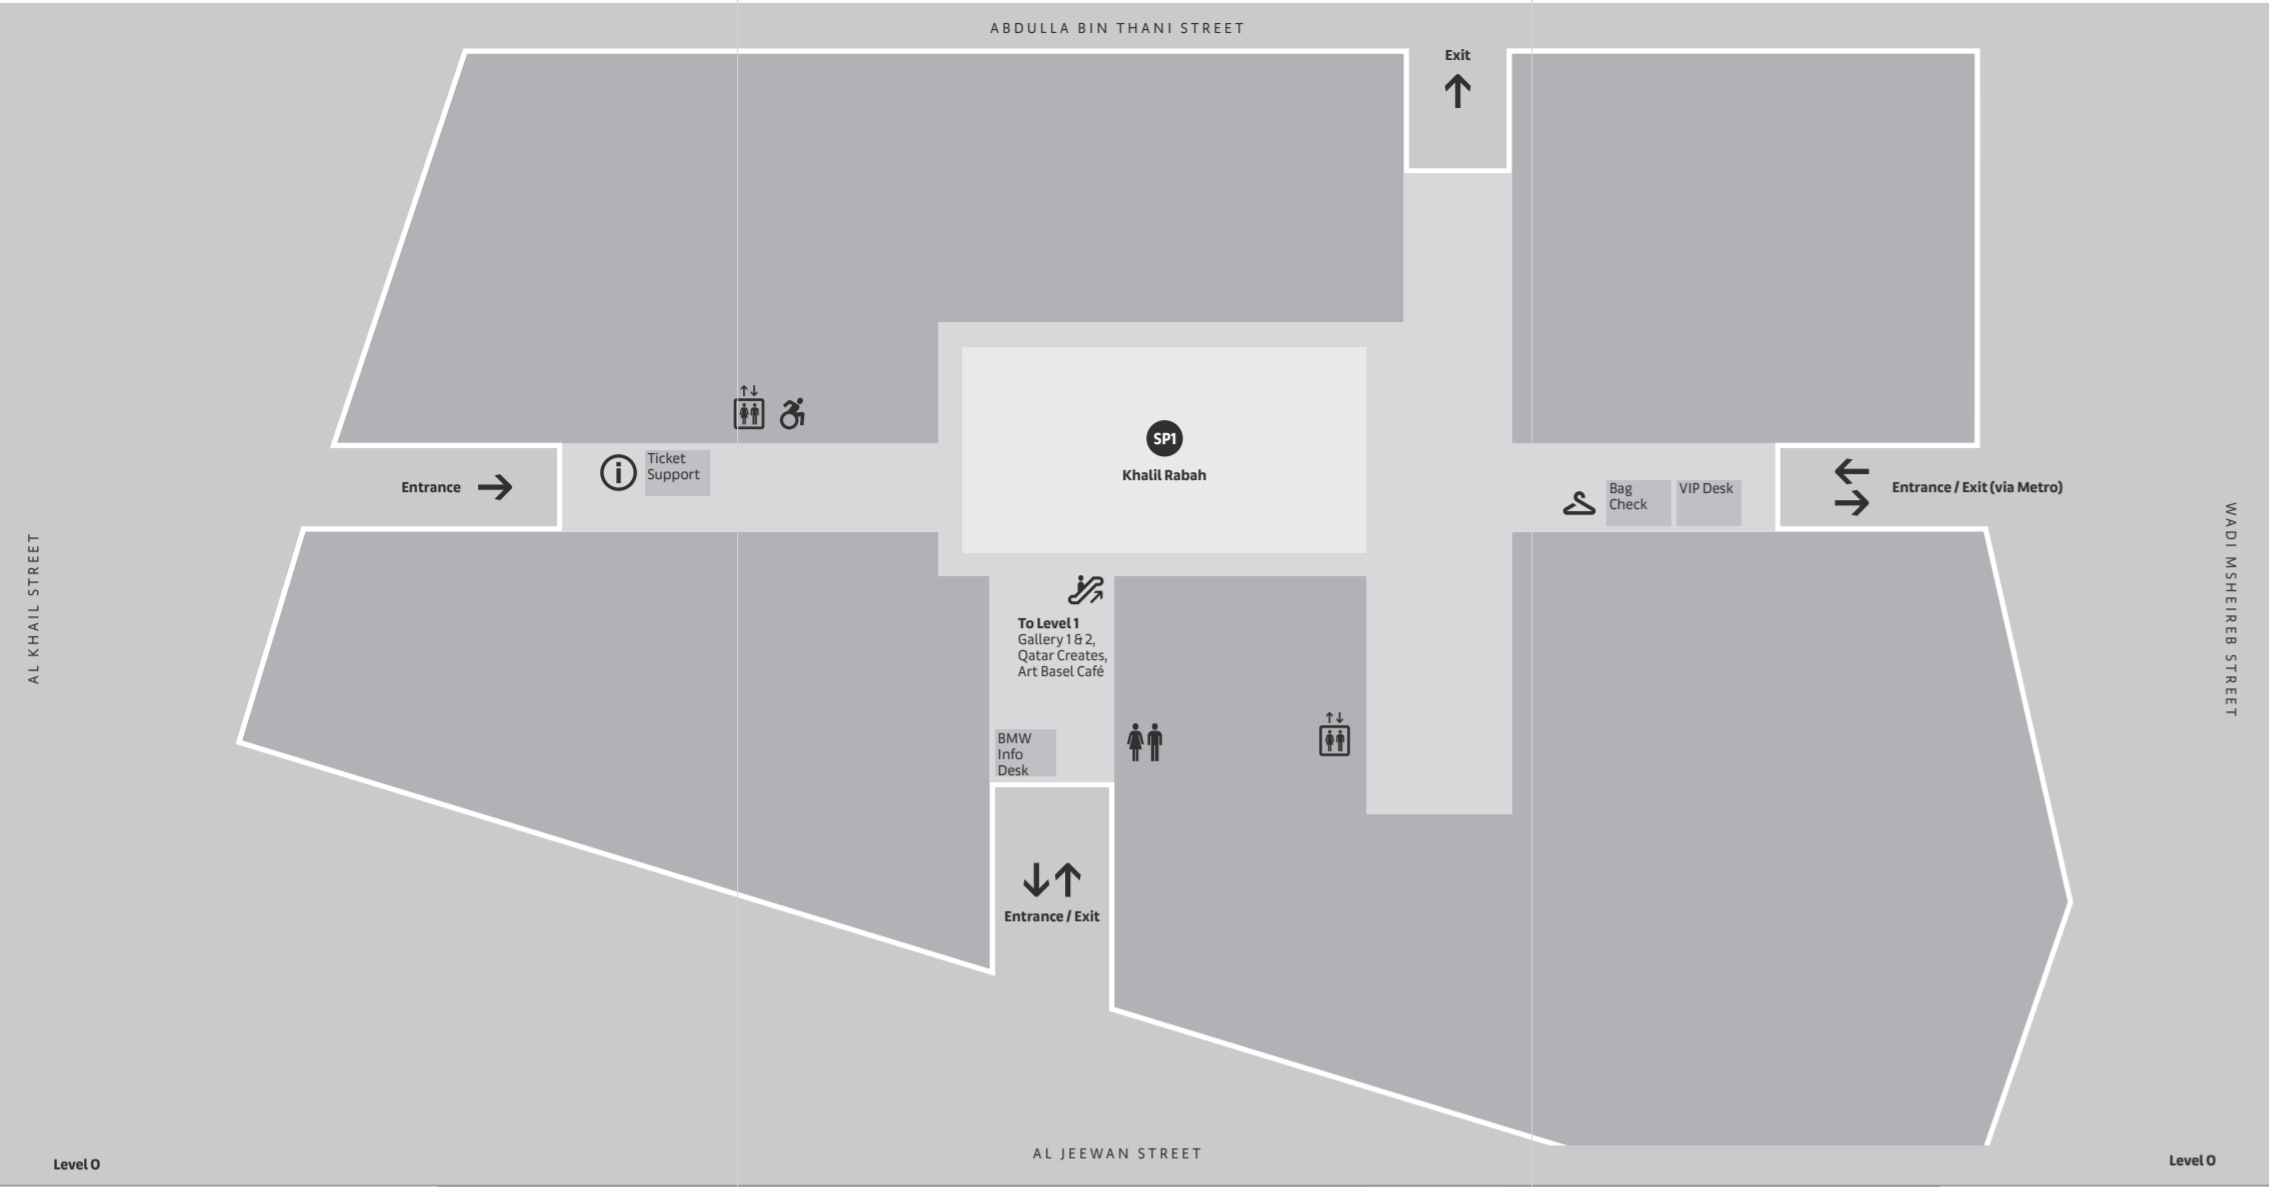 ABDULLA BIN THANI STREET
Exit
SP1
Khalil Rabah
Ticket
Support
Entrance
Bag
Check
VIP Desk
Entrance / Exit (via Metro)
AL KHAIL STREET
WADI MSHEIREB STREET
To Level 1
Gallery 1 & 2,
Qatar Creates,
Art Basel Café
BMW
Info
Desk
Entrance / Exit
AL JEEWAN STREET
Level 0
Level 0